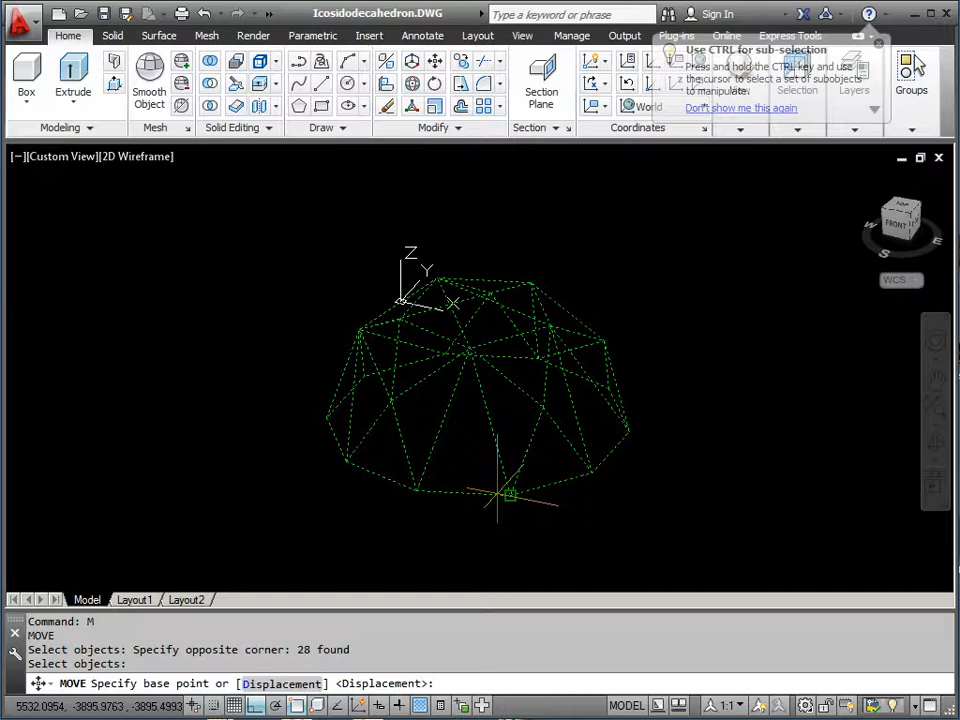 Icosidodecahedron.DWG
Type a keyword or phrase
Sign In
Home Solid Surface Mesh Render Parametric Insert Annotate Layout View Manage Output Plug-ins Online Express Tools
Use CTRL for sub-selection
Press and hold the CTRL key and use
the cursor to select a set of subobjects
to manipulate.
Don't show me this again
Box
Extrude
Smooth
Object
Section
Plane
World
Selection
Layers
Groups
Modeling
Mesh
Solid Editing
Draw
Modify
Section
Coordinates
[−][Custom View][2D Wireframe]
TOP
FRONT
W
E
S
WCS
Z
Y
Model Layout1 Layout2
Command: M
MOVE
Select objects: Specify opposite corner: 28 found
Select objects:
MOVE Specify base point or [Displacement] <Displacement>:
5532.0954, -3895.9763, -3895.4993
MODEL
1:1